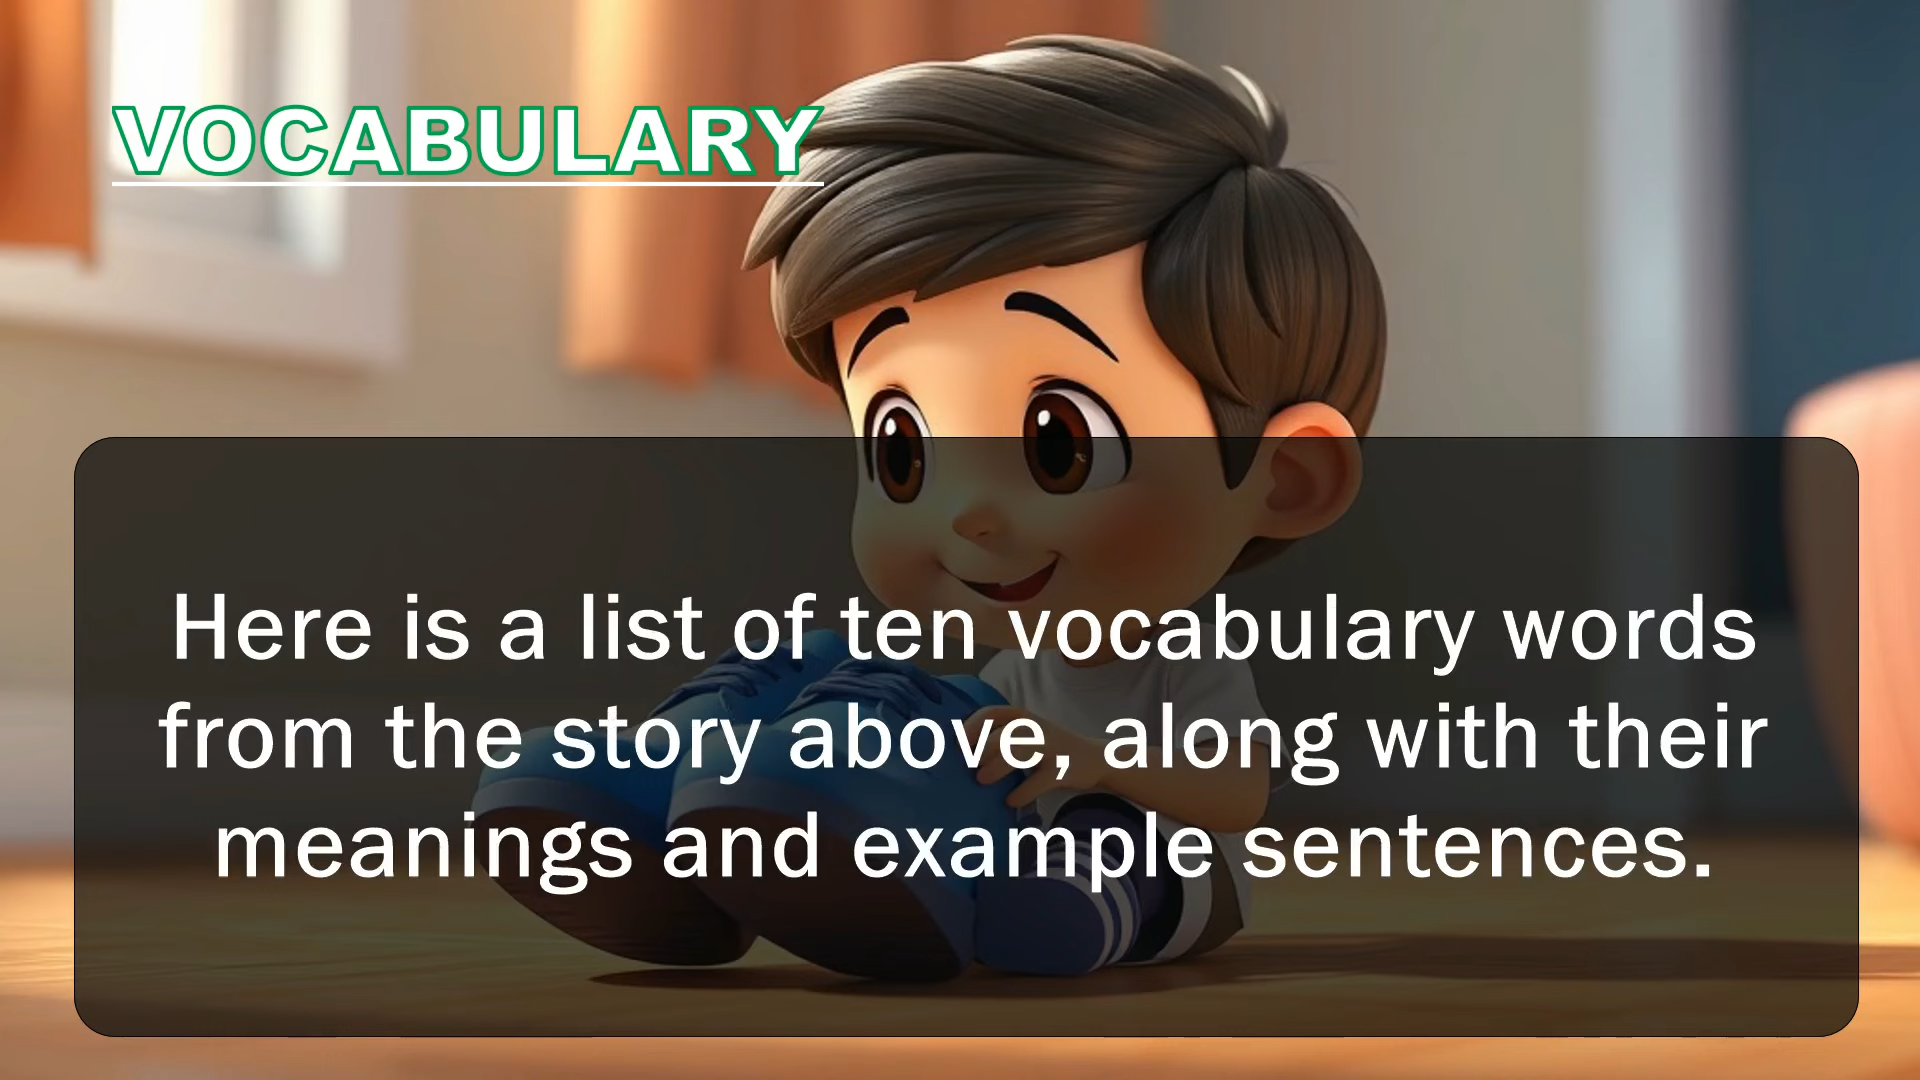 VOCABULARY
Here is a list of ten vocabulary words
from the story above, along with their
meanings and example sentences.